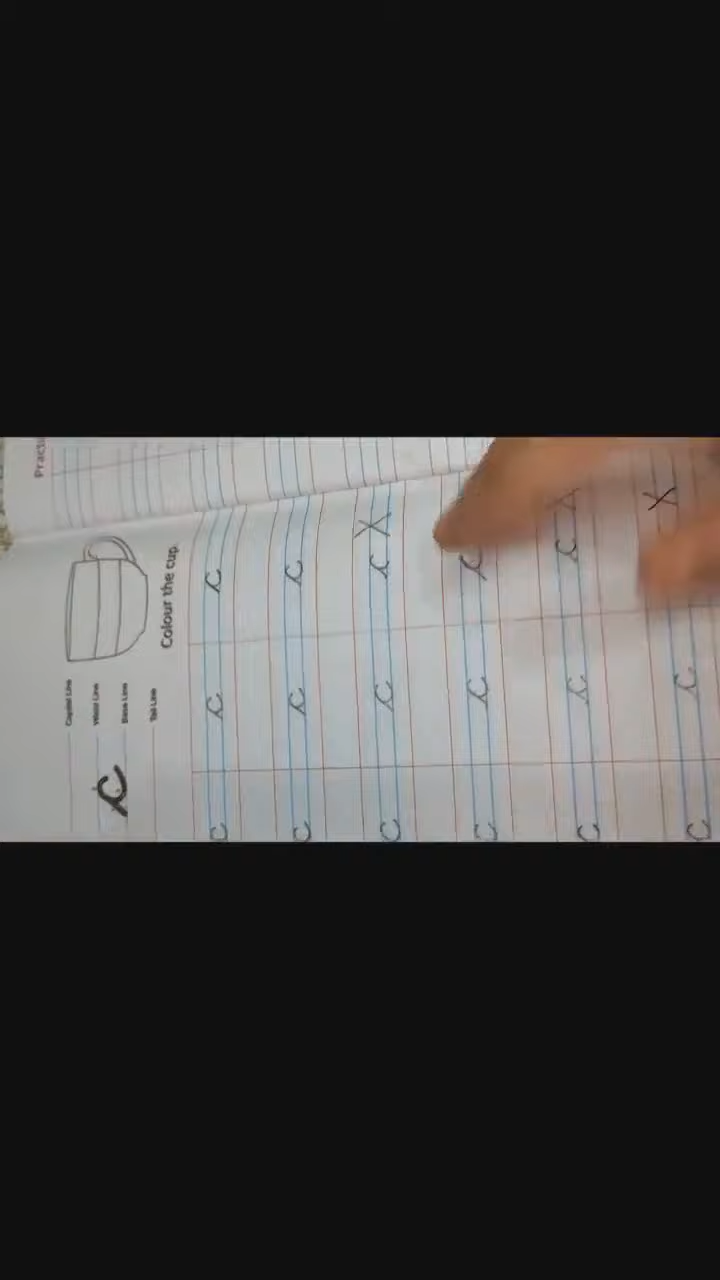 Capital Line
Waist Line
c
Base Line
Tail Line
Colour the cup.
c c c
c c c
c c c X
c c c
c c c X
c c X